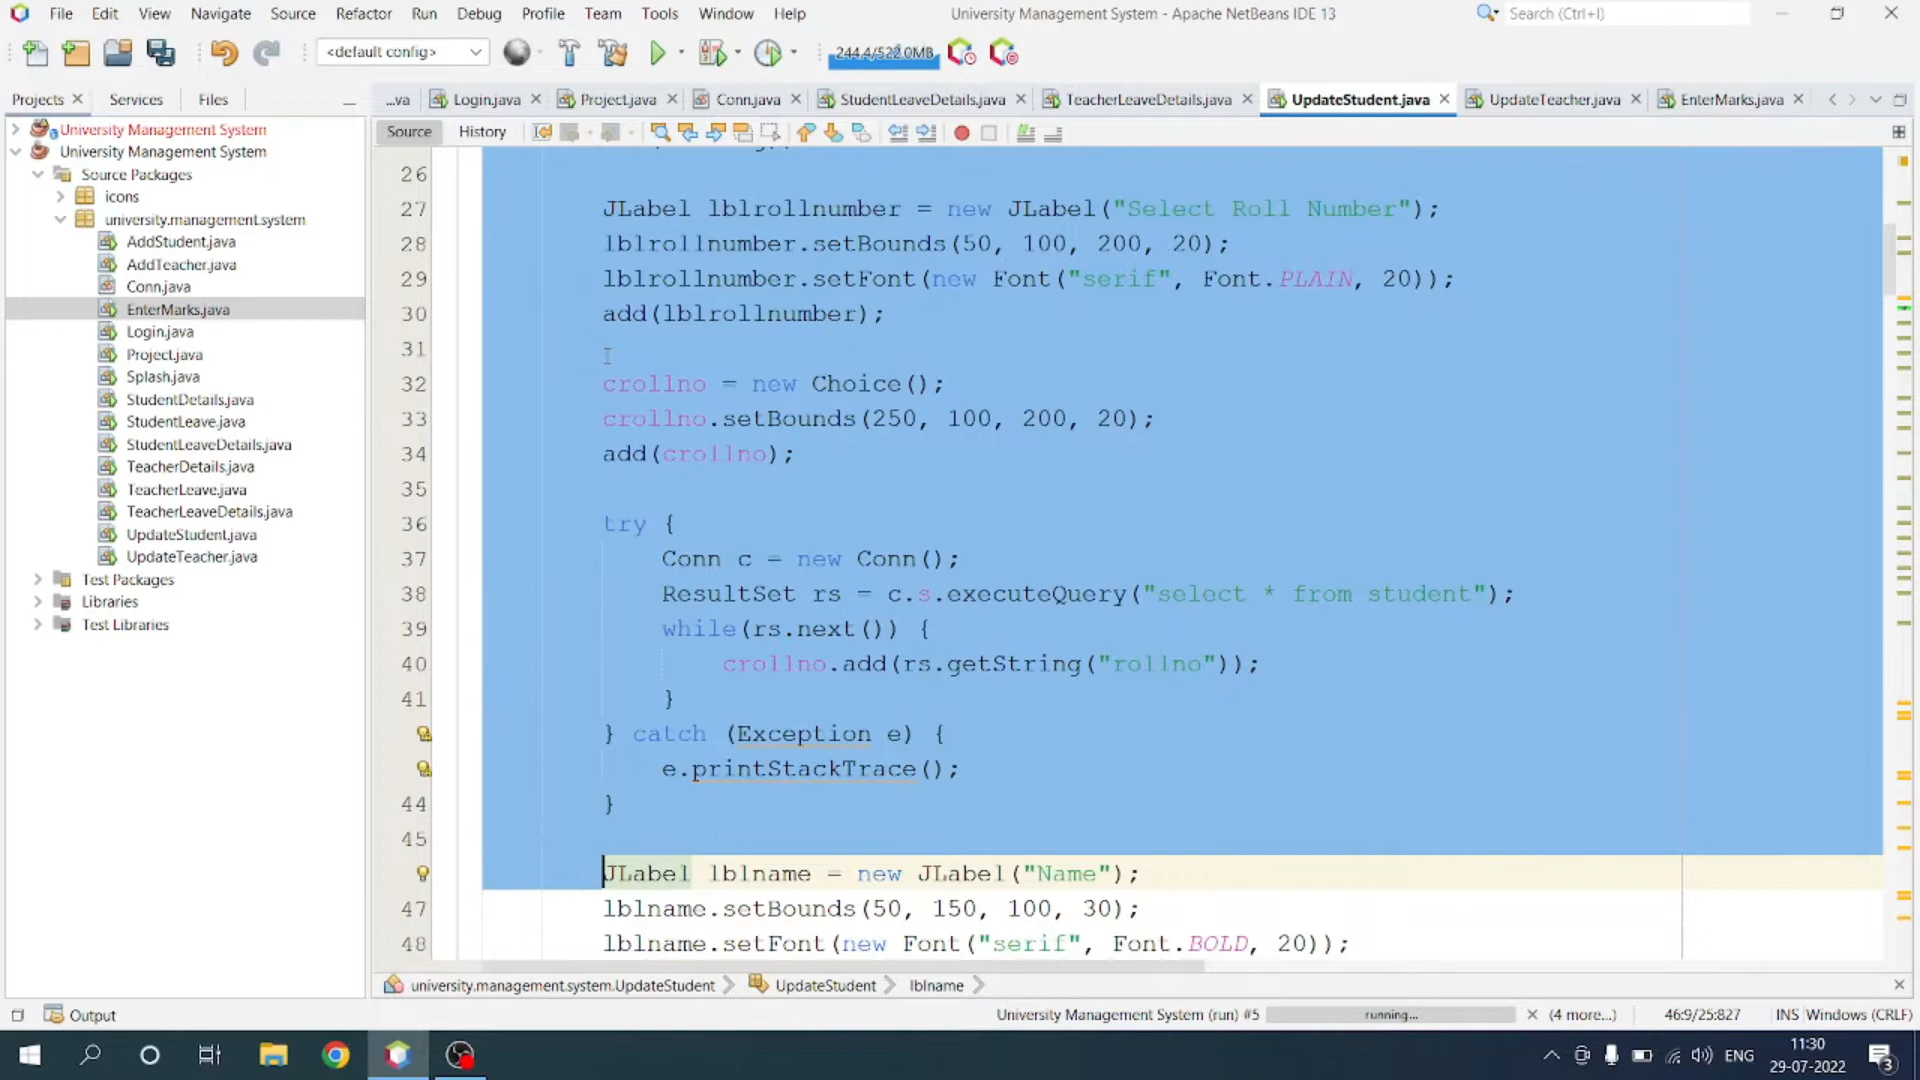 File Edit View Navigate Source Refactor Run Debug Profile Team Tools Window Help
University Management System - Apache NetBeans IDE 13
Search (Ctrl+I)
<default config>
244.4/522.0MB
Projects Services Files
...va Login.java Project.java Conn.java StudentLeaveDetails.java TeacherLeaveDetails.java UpdateStudent.java UpdateTeacher.java EnterMarks.java
Source History
University Management System
University Management System
Source Packages
icons
university.management.system
AddStudent.java
AddTeacher.java
Conn.java
EnterMarks.java
Login.java
Project.java
Splash.java
StudentDetails.java
StudentLeave.java
StudentLeaveDetails.java
TeacherDetails.java
TeacherLeave.java
TeacherLeaveDetails.java
UpdateStudent.java
UpdateTeacher.java
Test Packages
Libraries
Test Libraries
26
27 JLabel lblrollnumber = new JLabel("Select Roll Number");
28 lblrollnumber.setBounds(50, 100, 200, 20);
29 lblrollnumber.setFont(new Font("serif", Font.PLAIN, 20));
30 add(lblrollnumber);
31
32 crollno = new Choice();
33 crollno.setBounds(250, 100, 200, 20);
34 add(crollno);
35
36 try {
37 Conn c = new Conn();
38 ResultSet rs = c.s.executeQuery("select * from student");
39 while(rs.next()) {
40 crollno.add(rs.getString("rollno"));
41 }
} catch (Exception e) {
e.printStackTrace();
44 }
45
JLabel lblname = new JLabel("Name");
47 lblname.setBounds(50, 150, 100, 30);
48 lblname.setFont(new Font("serif", Font.BOLD, 20));
university.management.system.UpdateStudent UpdateStudent lblname
Output
University Management System (run) #5 running... (4 more...) 46:9/25:827 INS Windows (CRLF)
ENG
11:30
29-07-2022
3